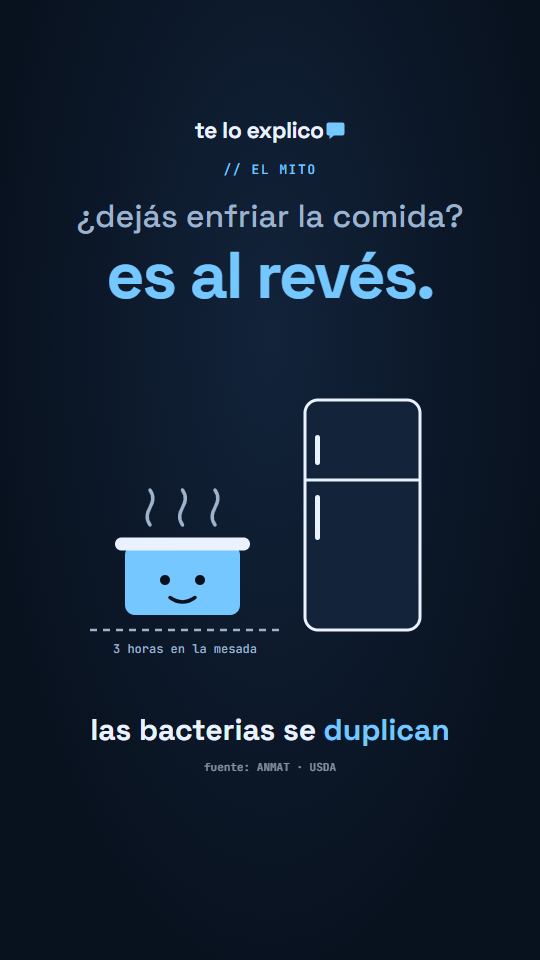 te lo explico
// EL MITO
¿dejás enfriar la comida?
es al revés.
3 horas en la mesada
las bacterias se duplican
fuente: ANMAT · USDA